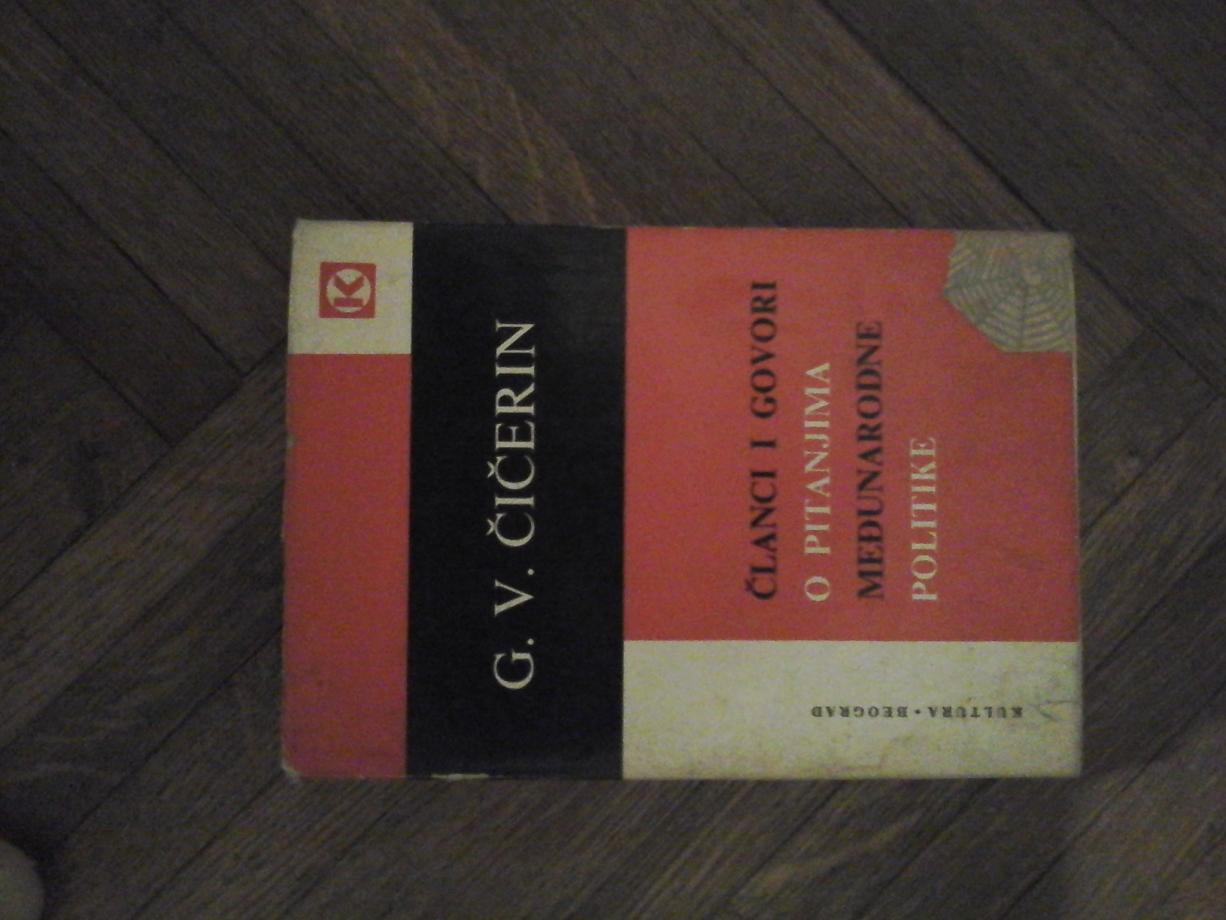 K
G. V. ČIČERIN
ČLANCI I GOVORI
O PITANJIMA
MEĐUNARODNE
POLITIKE
KULTURA • BEOGRAD